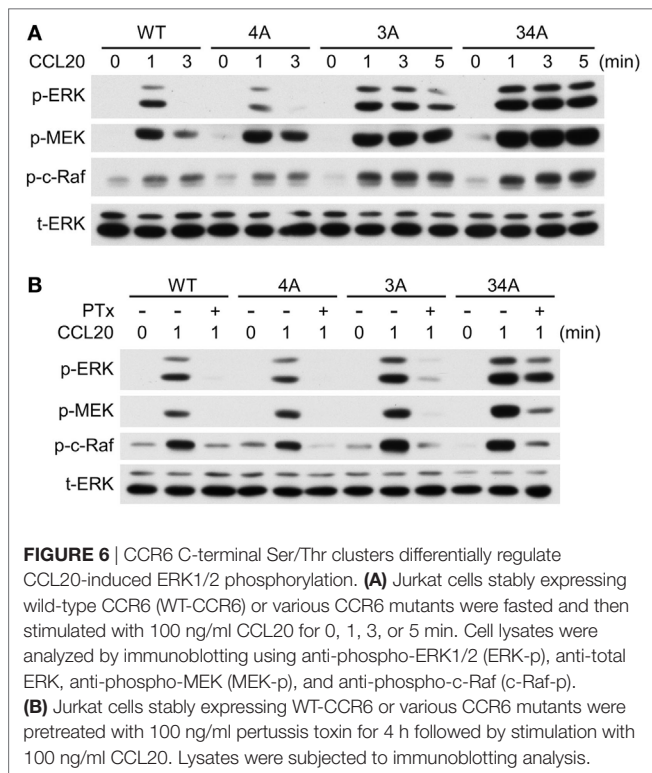 A WT 4A 3A 34A
CCL20 0 1 3 0 1 3 0 1 3 5 0 1 3 5 (min)
p-ERK
p-MEK
p-c-Raf
t-ERK
B WT 4A 3A 34A
PTx - - + - - + - - + - - +
CCL20 0 1 1 0 1 1 0 1 1 0 1 1 (min)
p-ERK
p-MEK
p-c-Raf
t-ERK
FIGURE 6 | CCR6 C-terminal Ser/Thr clusters differentially regulate
CCL20-induced ERK1/2 phosphorylation. (A) Jurkat cells stably expressing
wild-type CCR6 (WT-CCR6) or various CCR6 mutants were fasted and then
stimulated with 100 ng/ml CCL20 for 0, 1, 3, or 5 min. Cell lysates were
analyzed by immunoblotting using anti-phospho-ERK1/2 (ERK-p), anti-total
ERK, anti-phospho-MEK (MEK-p), and anti-phospho-c-Raf (c-Raf-p).
(B) Jurkat cells stably expressing WT-CCR6 or various CCR6 mutants were
pretreated with 100 ng/ml pertussis toxin for 4 h followed by stimulation with
100 ng/ml CCL20. Lysates were subjected to immunoblotting analysis.